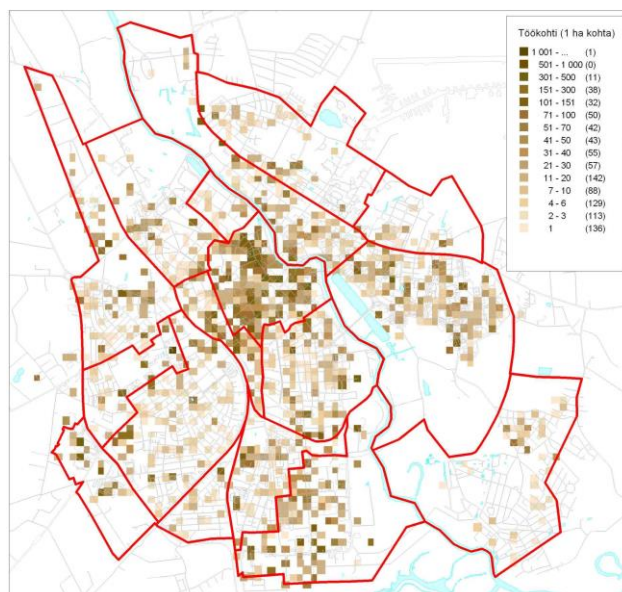 Töökohti (1 ha kohta)
1 001 - ... (1)
501 - 1 000 (0)
301 - 500 (11)
151 - 300 (38)
101 - 151 (32)
71 - 100 (50)
51 - 70 (42)
41 - 50 (43)
31 - 40 (55)
21 - 30 (57)
11 - 20 (142)
7 - 10 (88)
4 - 6 (129)
2 - 3 (113)
1 (136)